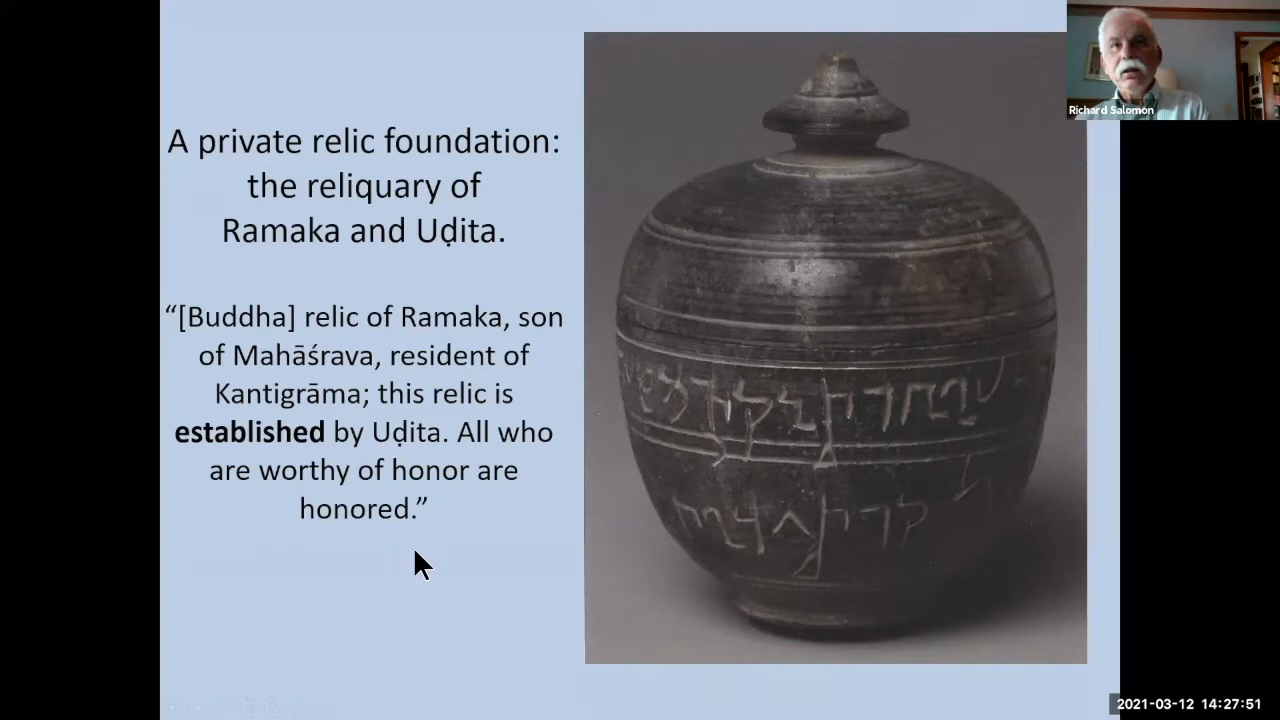 A private relic foundation:
the reliquary of
Ramaka and Uḍita.
“[Buddha] relic of Ramaka, son
of Mahāśrava, resident of
Kantigrāma; this relic is
established by Uḍita. All who
are worthy of honor are
honored.”
Richard Salomon
2021-03-12 14:27:51